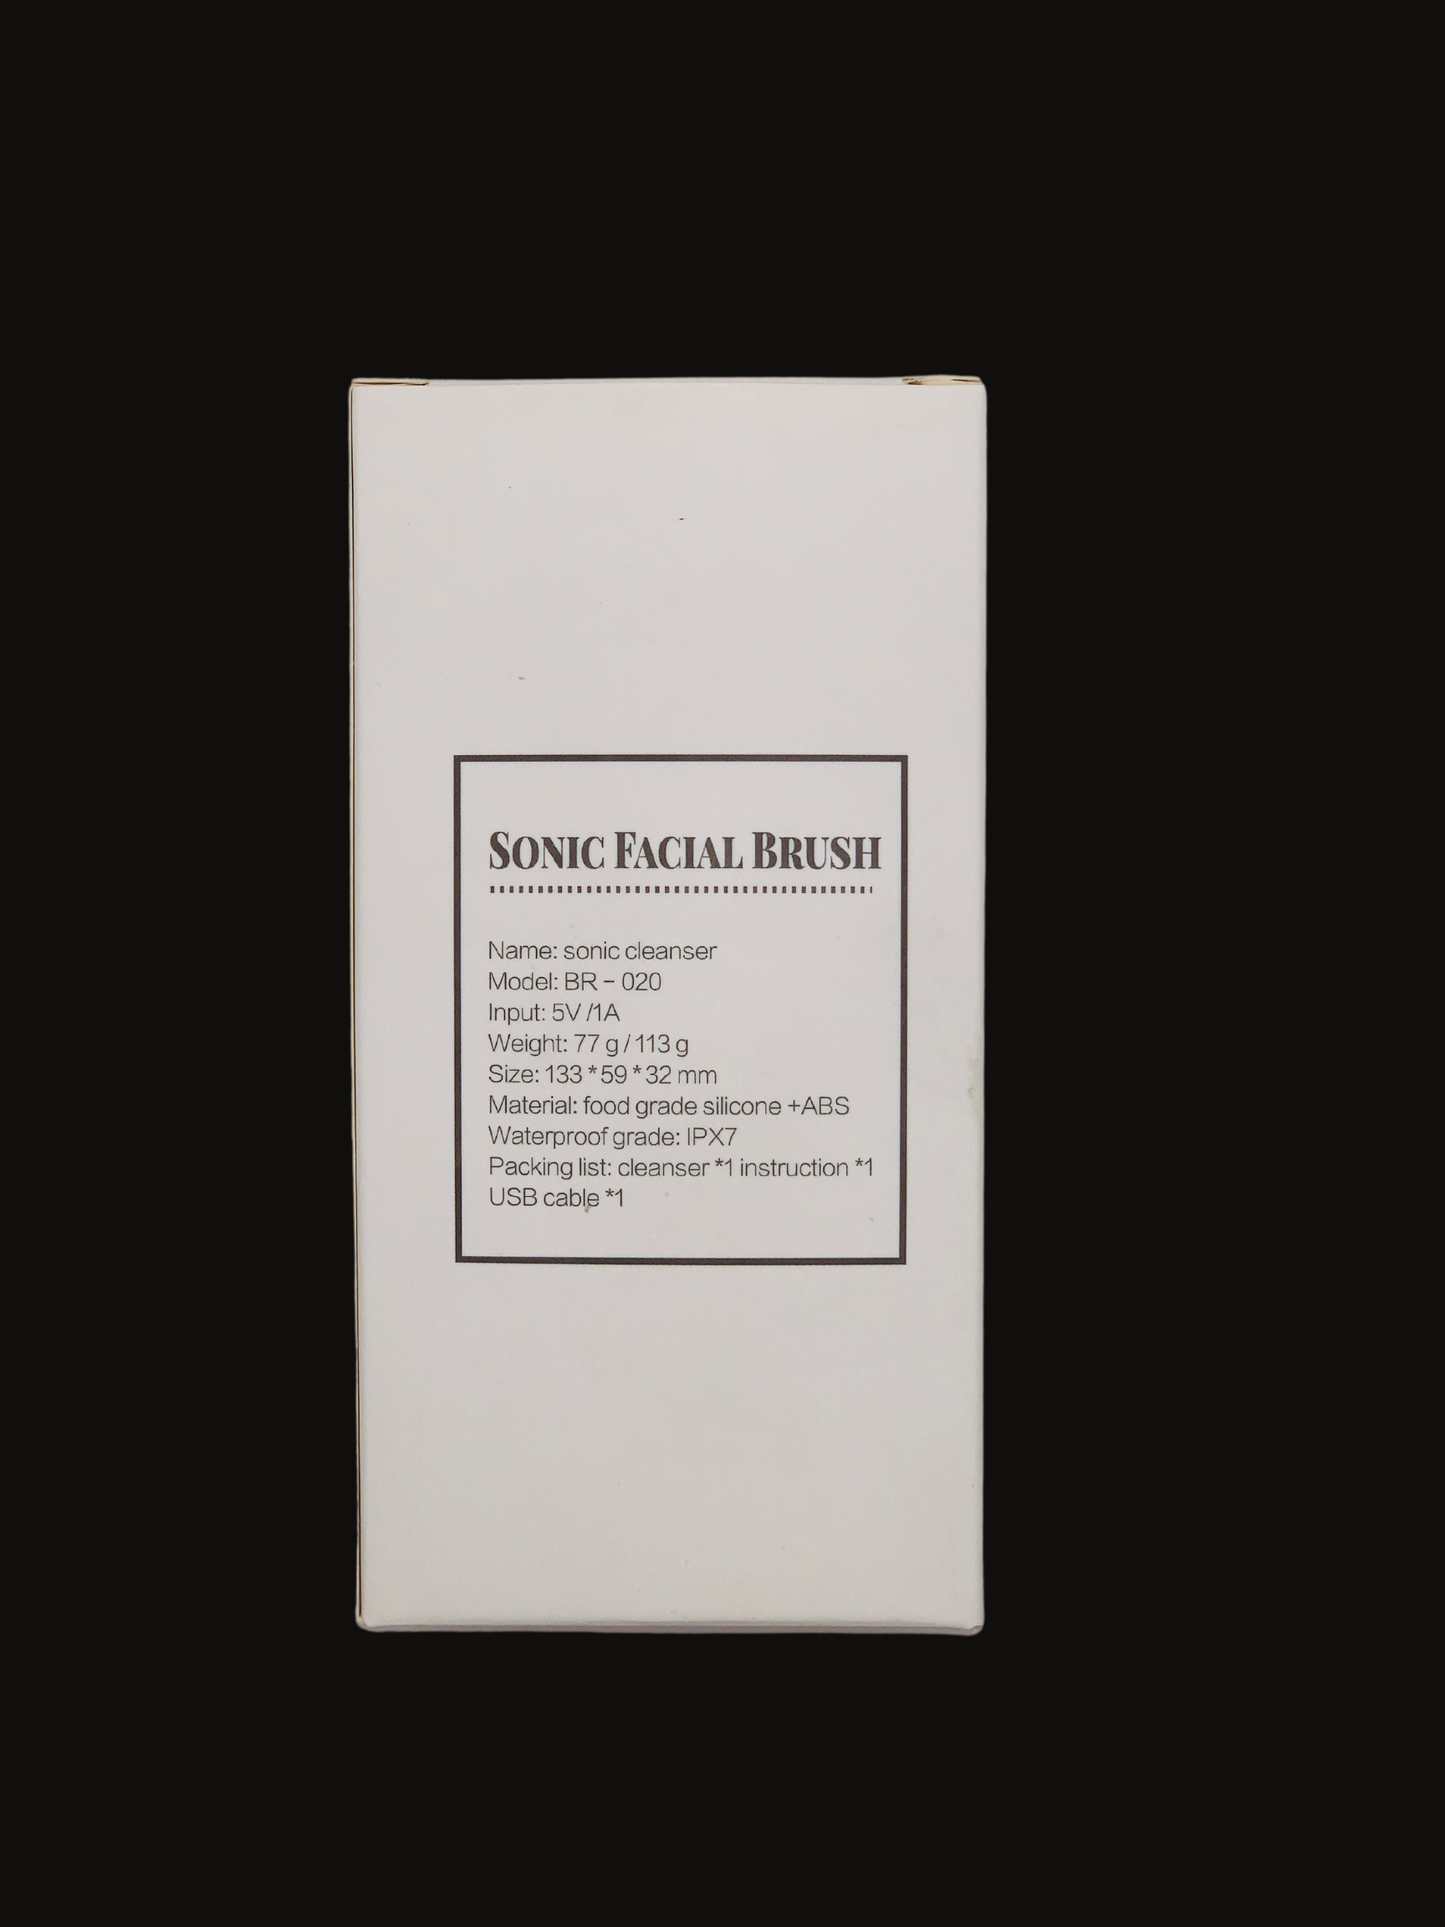 SONIC FACIAL BRUSH
Name: sonic cleanser
Model: BR - 020
Input: 5V /1A
Weight: 77 g / 113 g
Size: 133 * 59 * 32 mm
Material: food grade silicone +ABS
Waterproof grade: IPX7
Packing list: cleanser *1 instruction *1
USB cable *1